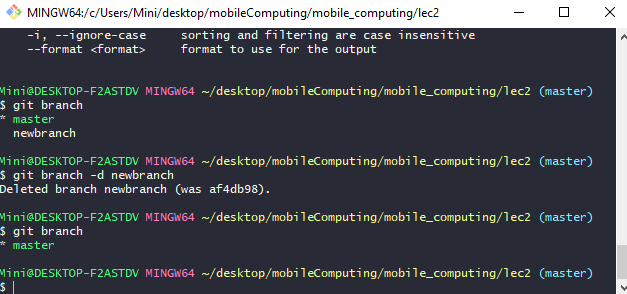 MINGW64:/c/Users/Mini/desktop/mobileComputing/mobile_computing/lec2
-i, --ignore-case     sorting and filtering are case insensitive
--format <format>     format to use for the output
Mini@DESKTOP-F2ASTDV MINGW64 ~/desktop/mobileComputing/mobile_computing/lec2 (master)
$ git branch
* master
  newbranch
Mini@DESKTOP-F2ASTDV MINGW64 ~/desktop/mobileComputing/mobile_computing/lec2 (master)
$ git branch -d newbranch
Deleted branch newbranch (was af4db98).
Mini@DESKTOP-F2ASTDV MINGW64 ~/desktop/mobileComputing/mobile_computing/lec2 (master)
$ git branch
* master
Mini@DESKTOP-F2ASTDV MINGW64 ~/desktop/mobileComputing/mobile_computing/lec2 (master)
$